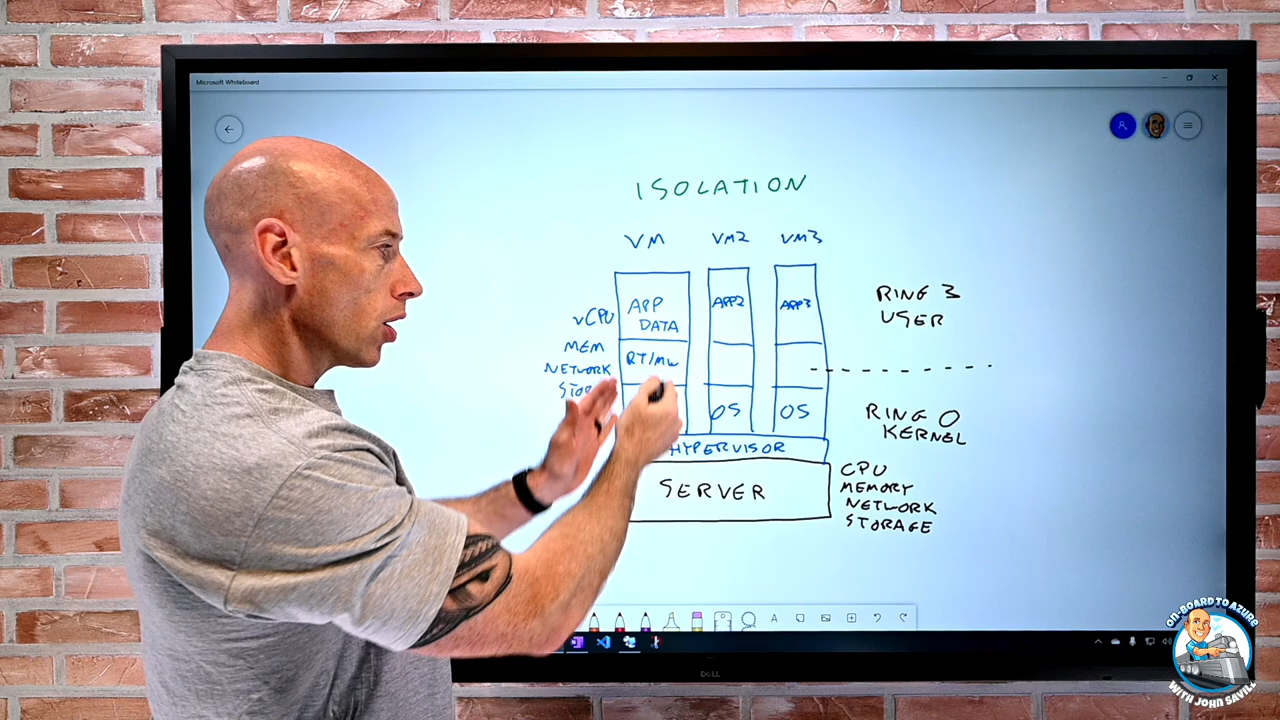 Microsoft Whiteboard
ISOLATION
VM VM2 VM3
APP
DATA
APP2
APP3
vCPU
MEM
NETWORK
RT/MW
OS
OS
HYPERVISOR
SERVER
RING 3
USER
RING 0
KERNEL
CPU
MEMORY
NETWORK
STORAGE
DELL
ON-BOARD TO AZURE
WITH JOHN SAVILL